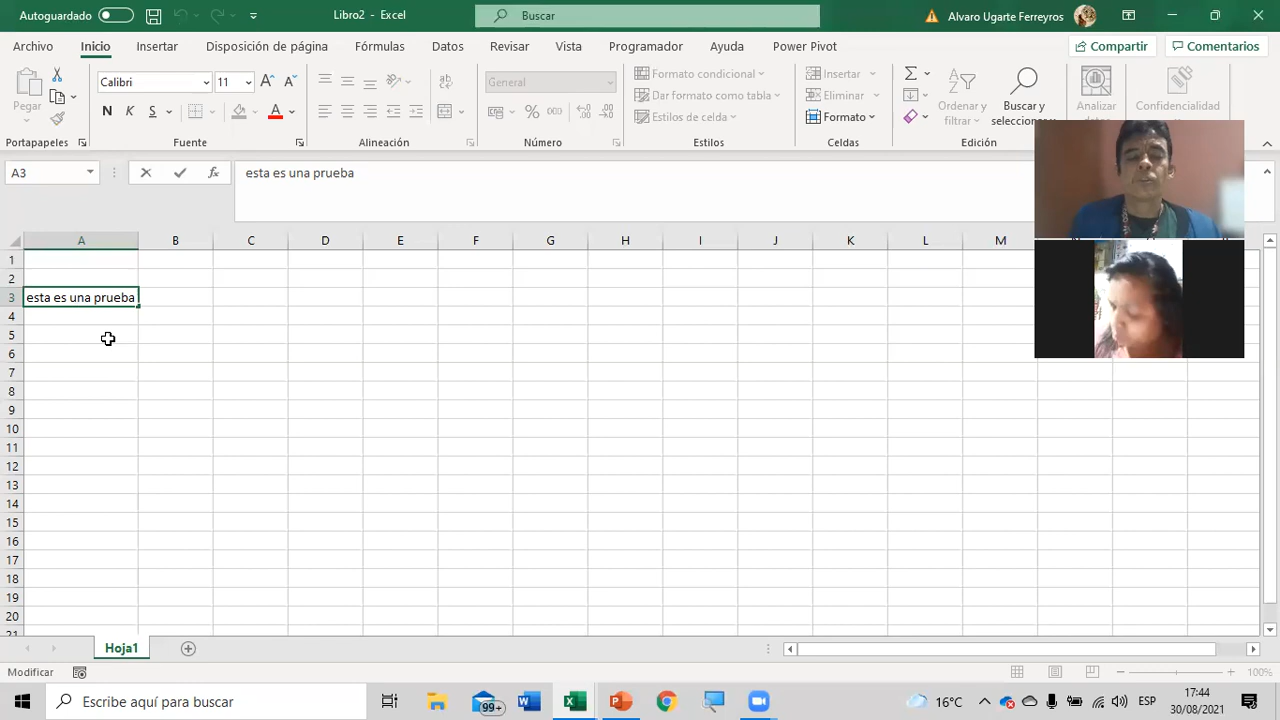 Autoguardado
Libro2 - Excel
Buscar
Alvaro Ugarte Ferreyros
Archivo Inicio Insertar Disposición de página Fórmulas Datos Revisar Vista Programador Ayuda Power Pivot
Compartir Comentarios
Pegar
Calibri 11
N K S
General
Formato condicional
Dar formato como tabla
Estilos de celda
Insertar
Eliminar
Formato
Ordenar y
filtrar
Buscar y
seleccionar
Analizar
Confidencialidad
Portapapeles Fuente Alineación Número Estilos Celdas Edición
A3
fx
esta es una prueba
A B C D E F G H I J K L M
1
2
3 esta es una prueba
4
5
6
7
8
9
10
11
12
13
14
15
16
17
18
19
20
21
Hoja1
Modificar
100%
Escribe aquí para buscar
99+
16°C
ESP
17:44
30/08/2021